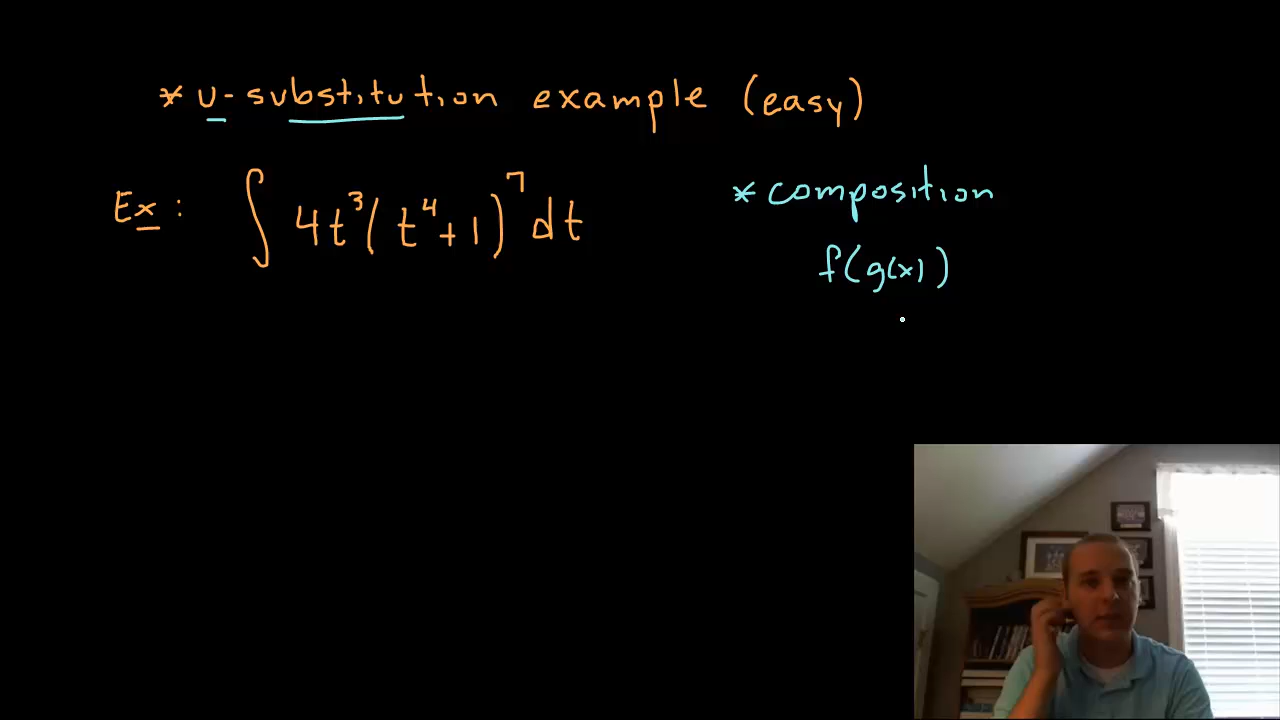 * u-substitution example (easy)
Ex: ∫ 4t³(t⁴+1)⁷ dt
* composition
f(g(x))